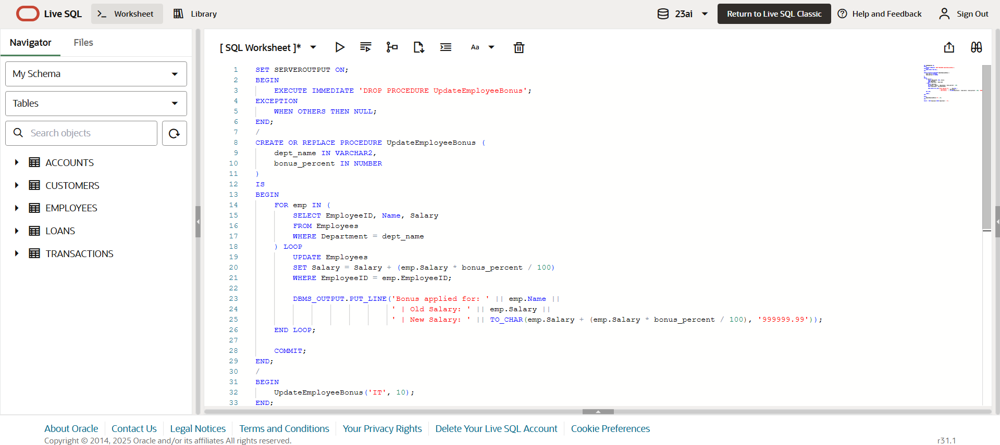 Live SQL
Worksheet
Library
23ai
Return to Live SQL Classic
Help and Feedback
Sign Out
Navigator
Files
My Schema
Tables
Search objects
ACCOUNTS
CUSTOMERS
EMPLOYEES
LOANS
TRANSACTIONS
[ SQL Worksheet ]*
Aa
1 SET SERVEROUTPUT ON;
2 BEGIN
3 EXECUTE IMMEDIATE 'DROP PROCEDURE UpdateEmployeeBonus';
4 EXCEPTION
5 WHEN OTHERS THEN NULL;
6 END;
7 /
8 CREATE OR REPLACE PROCEDURE UpdateEmployeeBonus (
9 dept_name IN VARCHAR2,
10 bonus_percent IN NUMBER
11 )
12 IS
13 BEGIN
14 FOR emp IN (
15 SELECT EmployeeID, Name, Salary
16 FROM Employees
17 WHERE Department = dept_name
18 ) LOOP
19 UPDATE Employees
20 SET Salary = Salary + (emp.Salary * bonus_percent / 100)
21 WHERE EmployeeID = emp.EmployeeID;
22
23 DBMS_OUTPUT.PUT_LINE('Bonus applied for: ' || emp.Name ||
24 ' | Old Salary: ' || emp.Salary ||
25 ' | New Salary: ' || TO_CHAR(emp.Salary + (emp.Salary * bonus_percent / 100), '999999.99'));
26 END LOOP;
27
28 COMMIT;
29 END;
30 /
31 BEGIN
32 UpdateEmployeeBonus('IT', 10);
33 END;
About Oracle
Contact Us
Legal Notices
Terms and Conditions
Your Privacy Rights
Delete Your Live SQL Account
Cookie Preferences
Copyright © 2014, 2025 Oracle and/or its affiliates All rights reserved.
r31.1